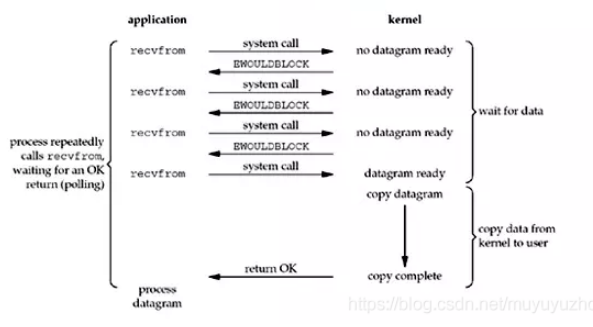 application kernel
recvfrom system call no datagram ready
EWOULDBLOCK
recvfrom system call no datagram ready
EWOULDBLOCK
recvfrom system call no datagram ready
EWOULDBLOCK
recvfrom system call datagram ready
copy datagram
process repeatedly
calls recvfrom,
waiting for an OK
return (polling)
wait for data
copy data from
kernel to user
return OK copy complete
process
datagram
https://blog.csdn.net/muyuyuzho